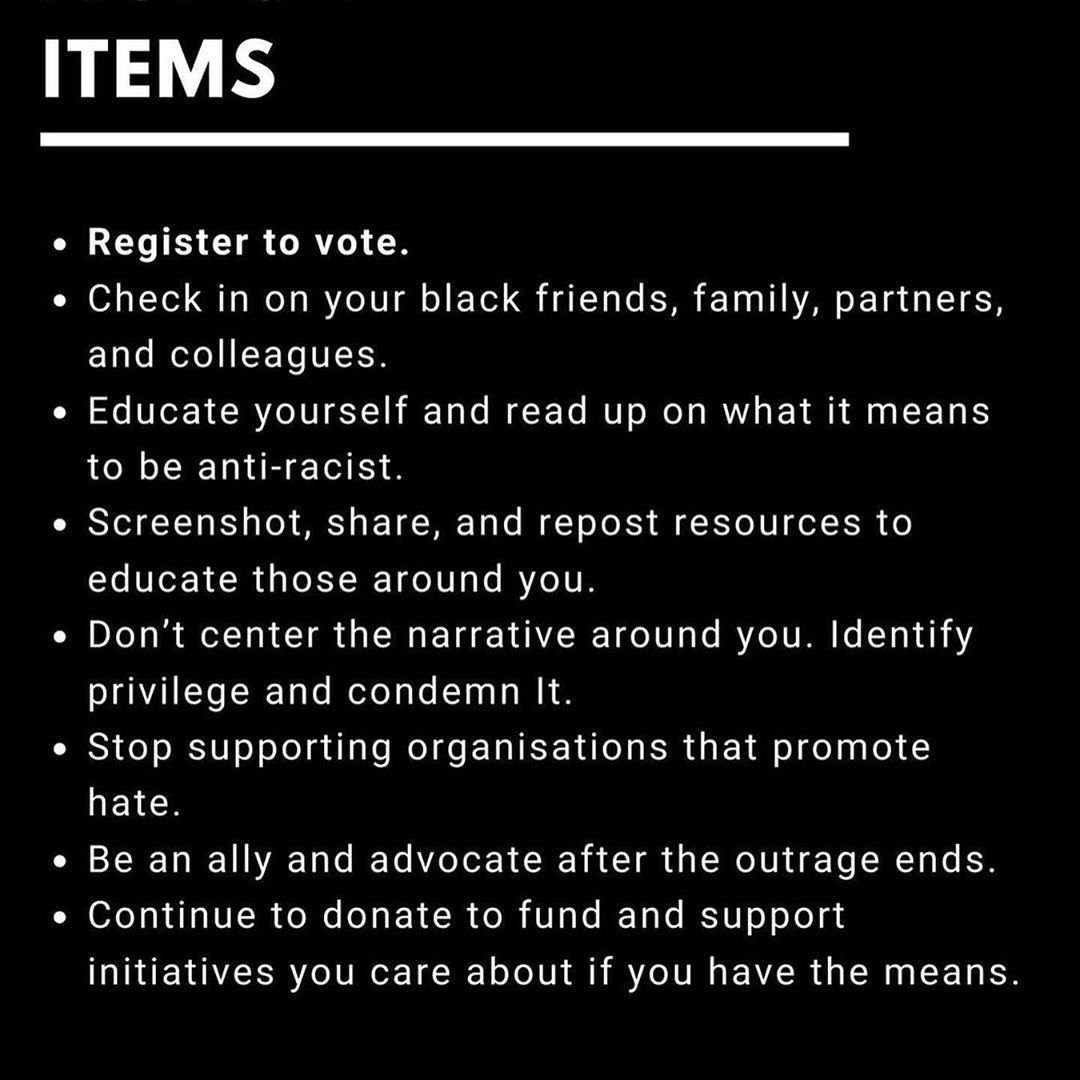 ITEMS
• Register to vote.
• Check in on your black friends, family, partners,
and colleagues.
• Educate yourself and read up on what it means
to be anti-racist.
• Screenshot, share, and repost resources to
educate those around you.
• Don’t center the narrative around you. Identify
privilege and condemn It.
• Stop supporting organisations that promote
hate.
• Be an ally and advocate after the outrage ends.
• Continue to donate to fund and support
initiatives you care about if you have the means.